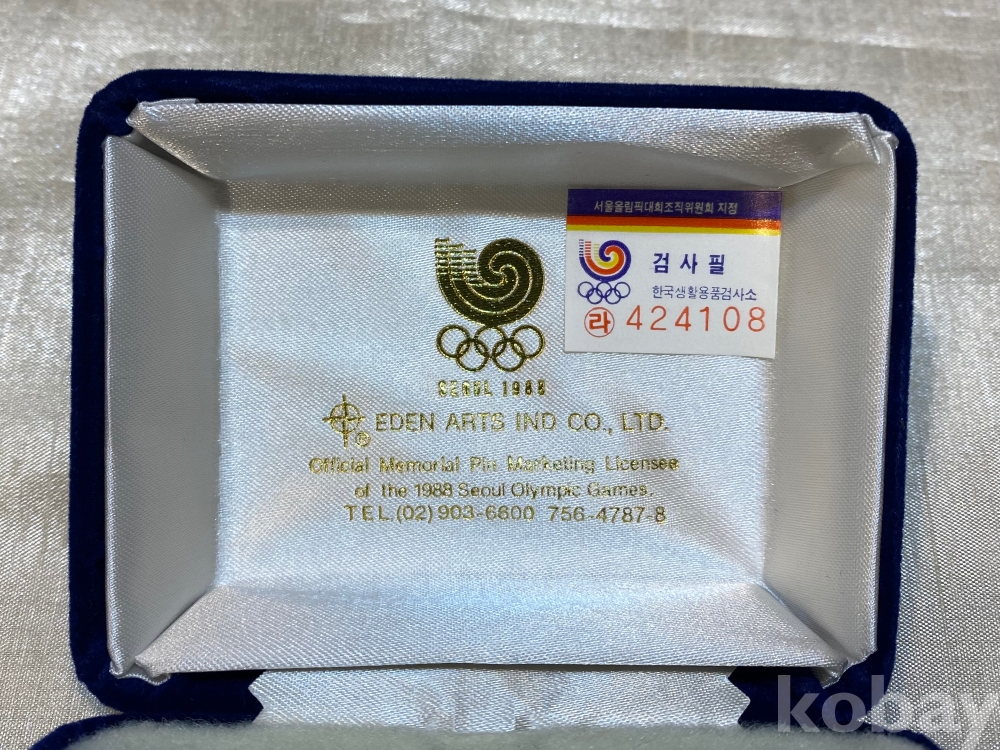 서울올림픽대회조직위원회 지정
검사필
한국생활용품검사소
라 424108
SEOUL 1988
© EDEN ARTS IND CO., LTD.
Official Memorial Pin Marketing Licensee
of the 1988 Seoul Olympic Games.
TEL.(02) 903-6600 756-4787-8
kobay